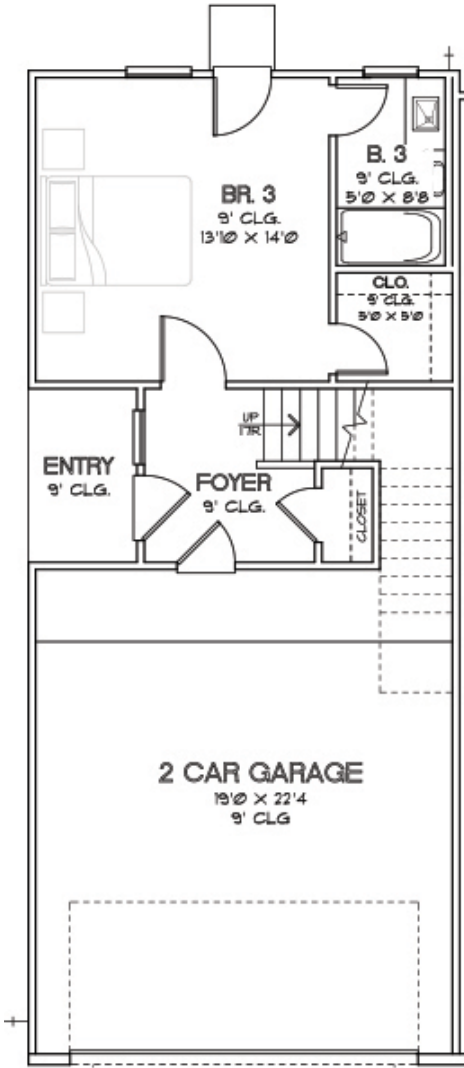 BR. 3
9' CLG.
13'10 X 14'0
B. 3
9' CLG.
5'0 X 8'8
CLO.
9' CLG.
5'0 X 5'0
UP
17R
ENTRY
9' CLG.
FOYER
9' CLG.
CLOSET
2 CAR GARAGE
19'0 X 22'4
9' CLG